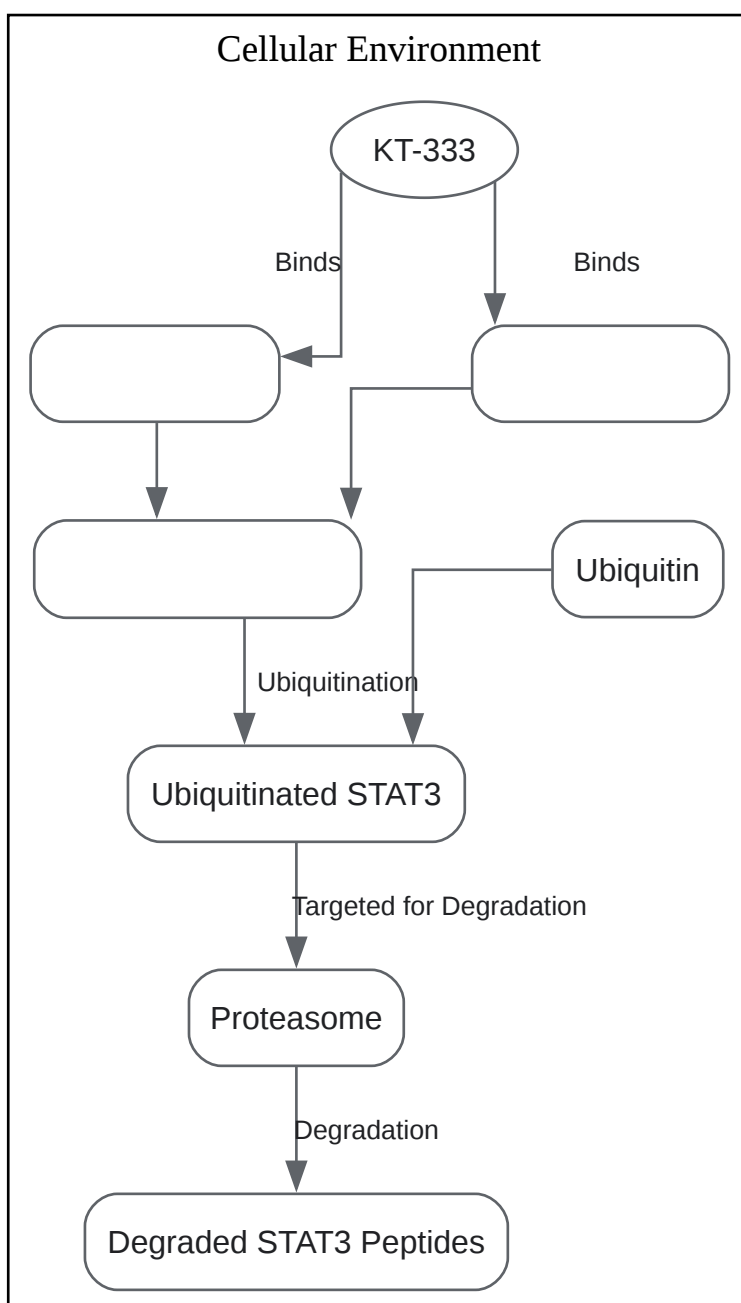 Cellular Environment
KT-333
Binds
Binds
Ubiquitin
Ubiquitination
Ubiquitinated STAT3
Targeted for Degradation
Proteasome
Degradation
Degraded STAT3 Peptides